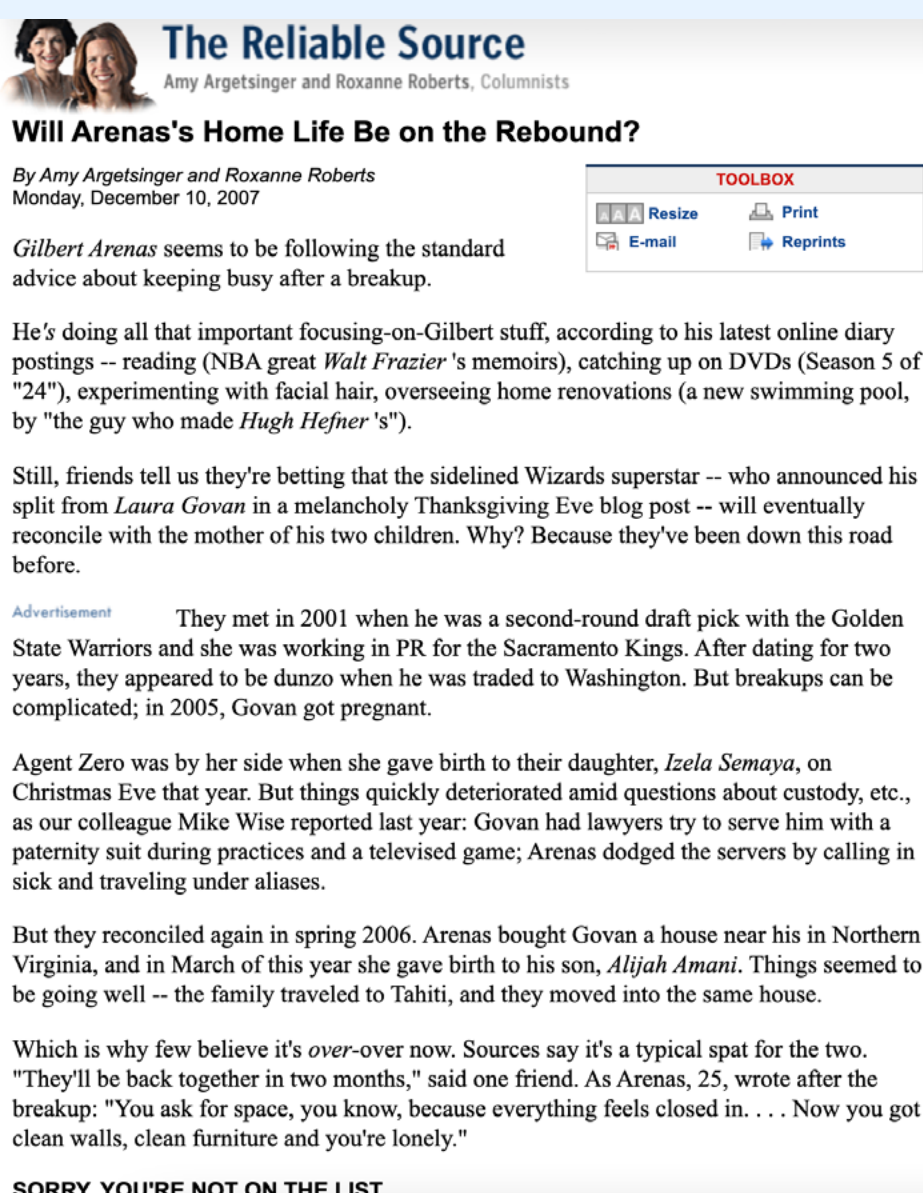 The Reliable Source
Amy Argetsinger and Roxanne Roberts, Columnists
Will Arenas's Home Life Be on the Rebound?
By Amy Argetsinger and Roxanne Roberts
Monday, December 10, 2007
TOOLBOX
AAA Resize
Print
E-mail
Reprints
Gilbert Arenas seems to be following the standard
advice about keeping busy after a breakup.
He's doing all that important focusing-on-Gilbert stuff, according to his latest online diary
postings -- reading (NBA great Walt Frazier 's memoirs), catching up on DVDs (Season 5 of
"24"), experimenting with facial hair, overseeing home renovations (a new swimming pool,
by "the guy who made Hugh Hefner 's").
Still, friends tell us they're betting that the sidelined Wizards superstar -- who announced his
split from Laura Govan in a melancholy Thanksgiving Eve blog post -- will eventually
reconcile with the mother of his two children. Why? Because they've been down this road
before.
Advertisement
They met in 2001 when he was a second-round draft pick with the Golden
State Warriors and she was working in PR for the Sacramento Kings. After dating for two
years, they appeared to be dunzo when he was traded to Washington. But breakups can be
complicated; in 2005, Govan got pregnant.
Agent Zero was by her side when she gave birth to their daughter, Izela Semaya, on
Christmas Eve that year. But things quickly deteriorated amid questions about custody, etc.,
as our colleague Mike Wise reported last year: Govan had lawyers try to serve him with a
paternity suit during practices and a televised game; Arenas dodged the servers by calling in
sick and traveling under aliases.
But they reconciled again in spring 2006. Arenas bought Govan a house near his in Northern
Virginia, and in March of this year she gave birth to his son, Alijah Amani. Things seemed to
be going well -- the family traveled to Tahiti, and they moved into the same house.
Which is why few believe it's over-over now. Sources say it's a typical spat for the two.
"They'll be back together in two months," said one friend. As Arenas, 25, wrote after the
breakup: "You ask for space, you know, because everything feels closed in. . . . Now you got
clean walls, clean furniture and you're lonely."
SORRY, YOU'RE NOT ON THE LIST